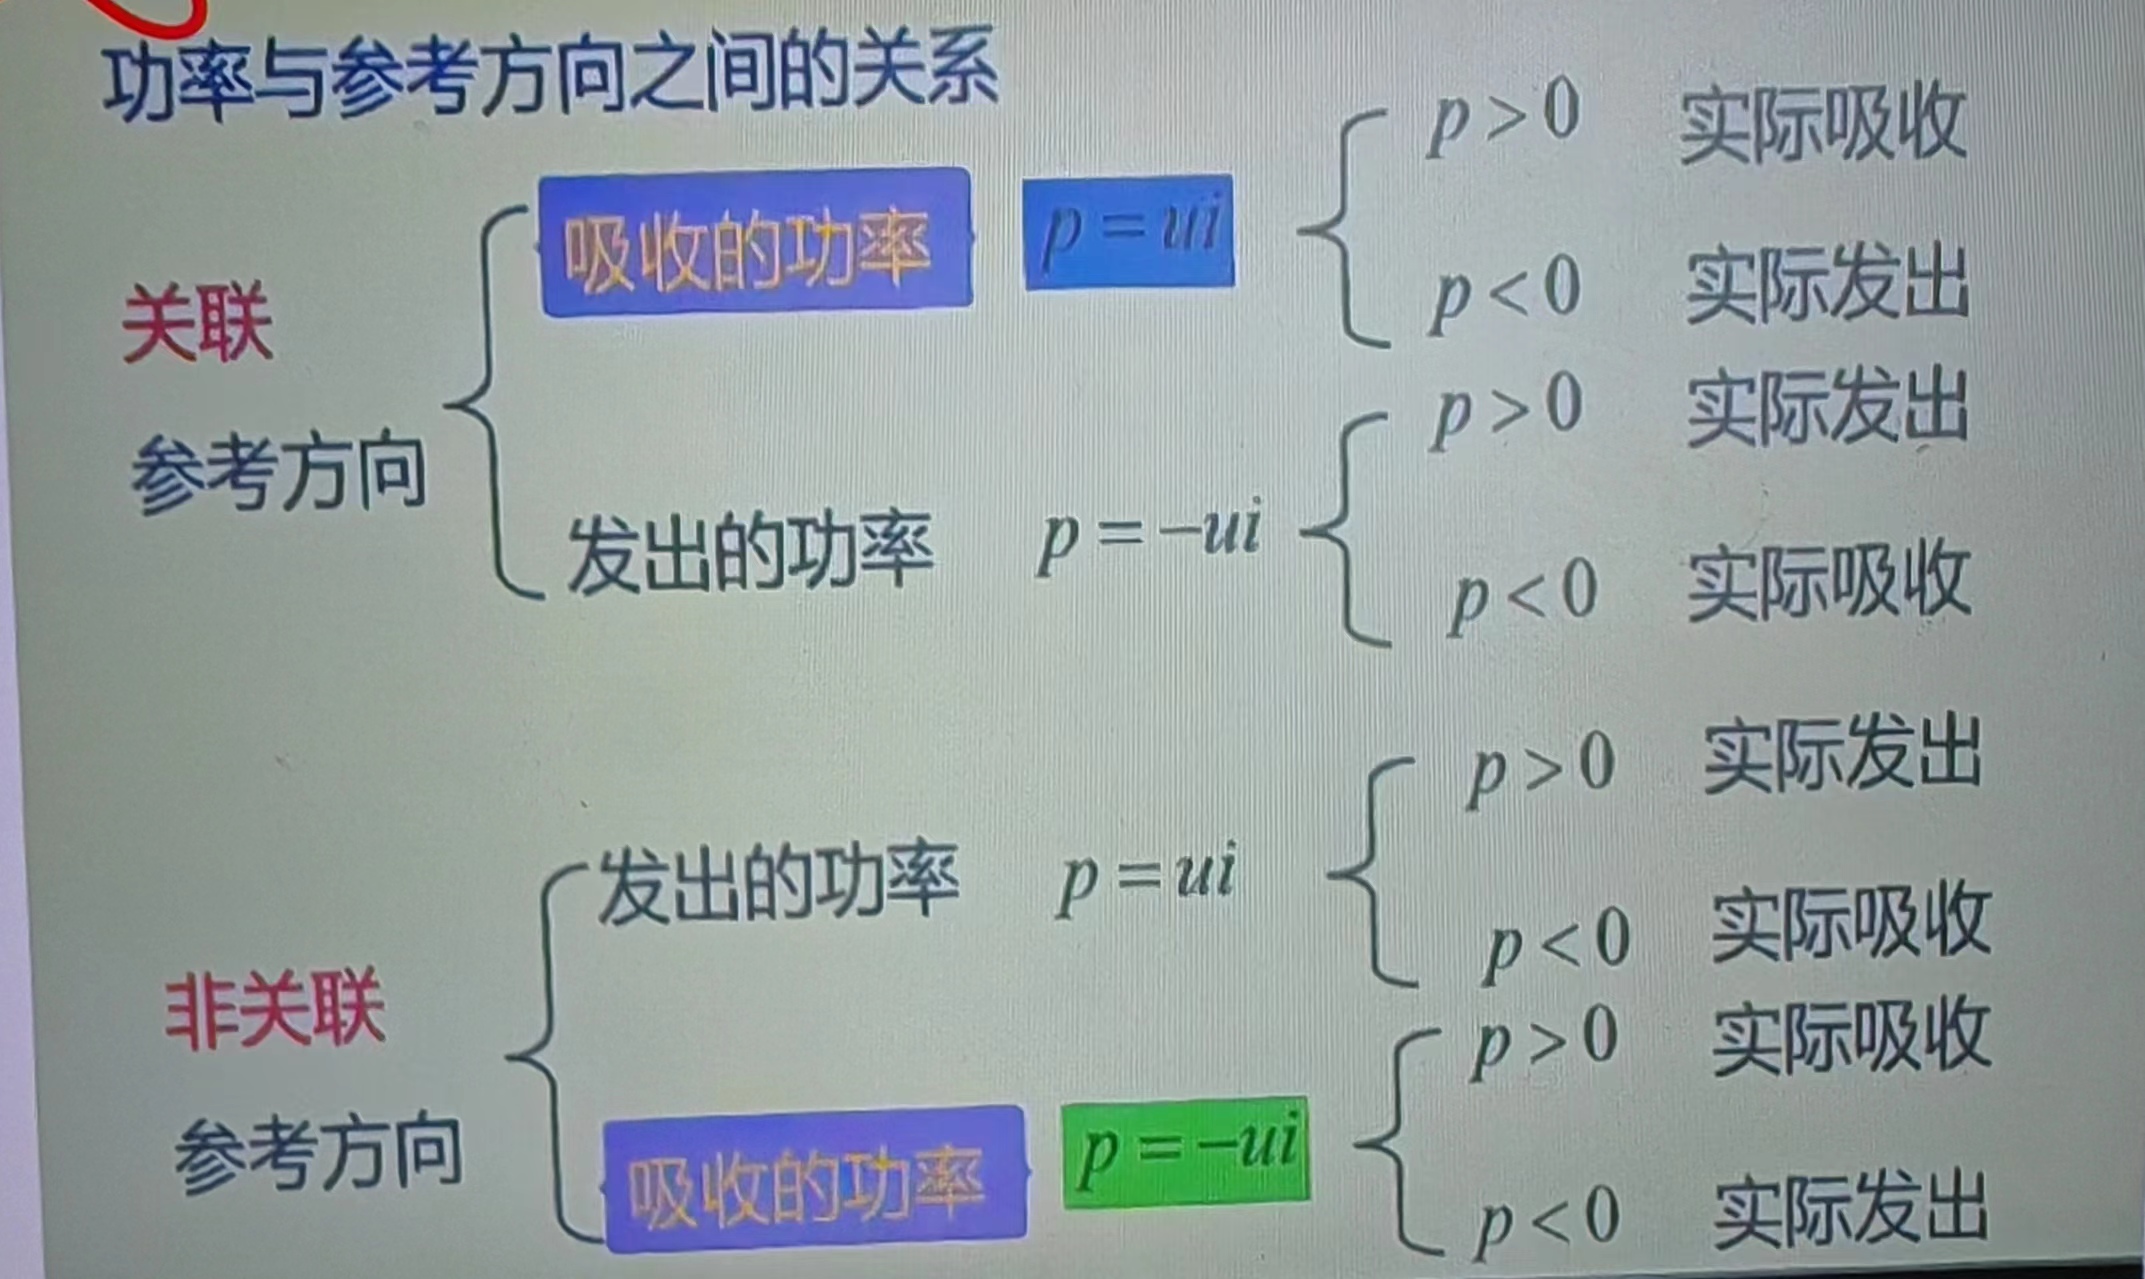 功率与参考方向之间的关系
关联
参考方向
吸收的功率 p = ui
p > 0 实际吸收
p < 0 实际发出
发出的功率 p = -ui
p > 0 实际发出
p < 0 实际吸收
非关联
参考方向
发出的功率 p = ui
p > 0 实际发出
p < 0 实际吸收
吸收的功率 p = -ui
p > 0 实际吸收
p < 0 实际发出